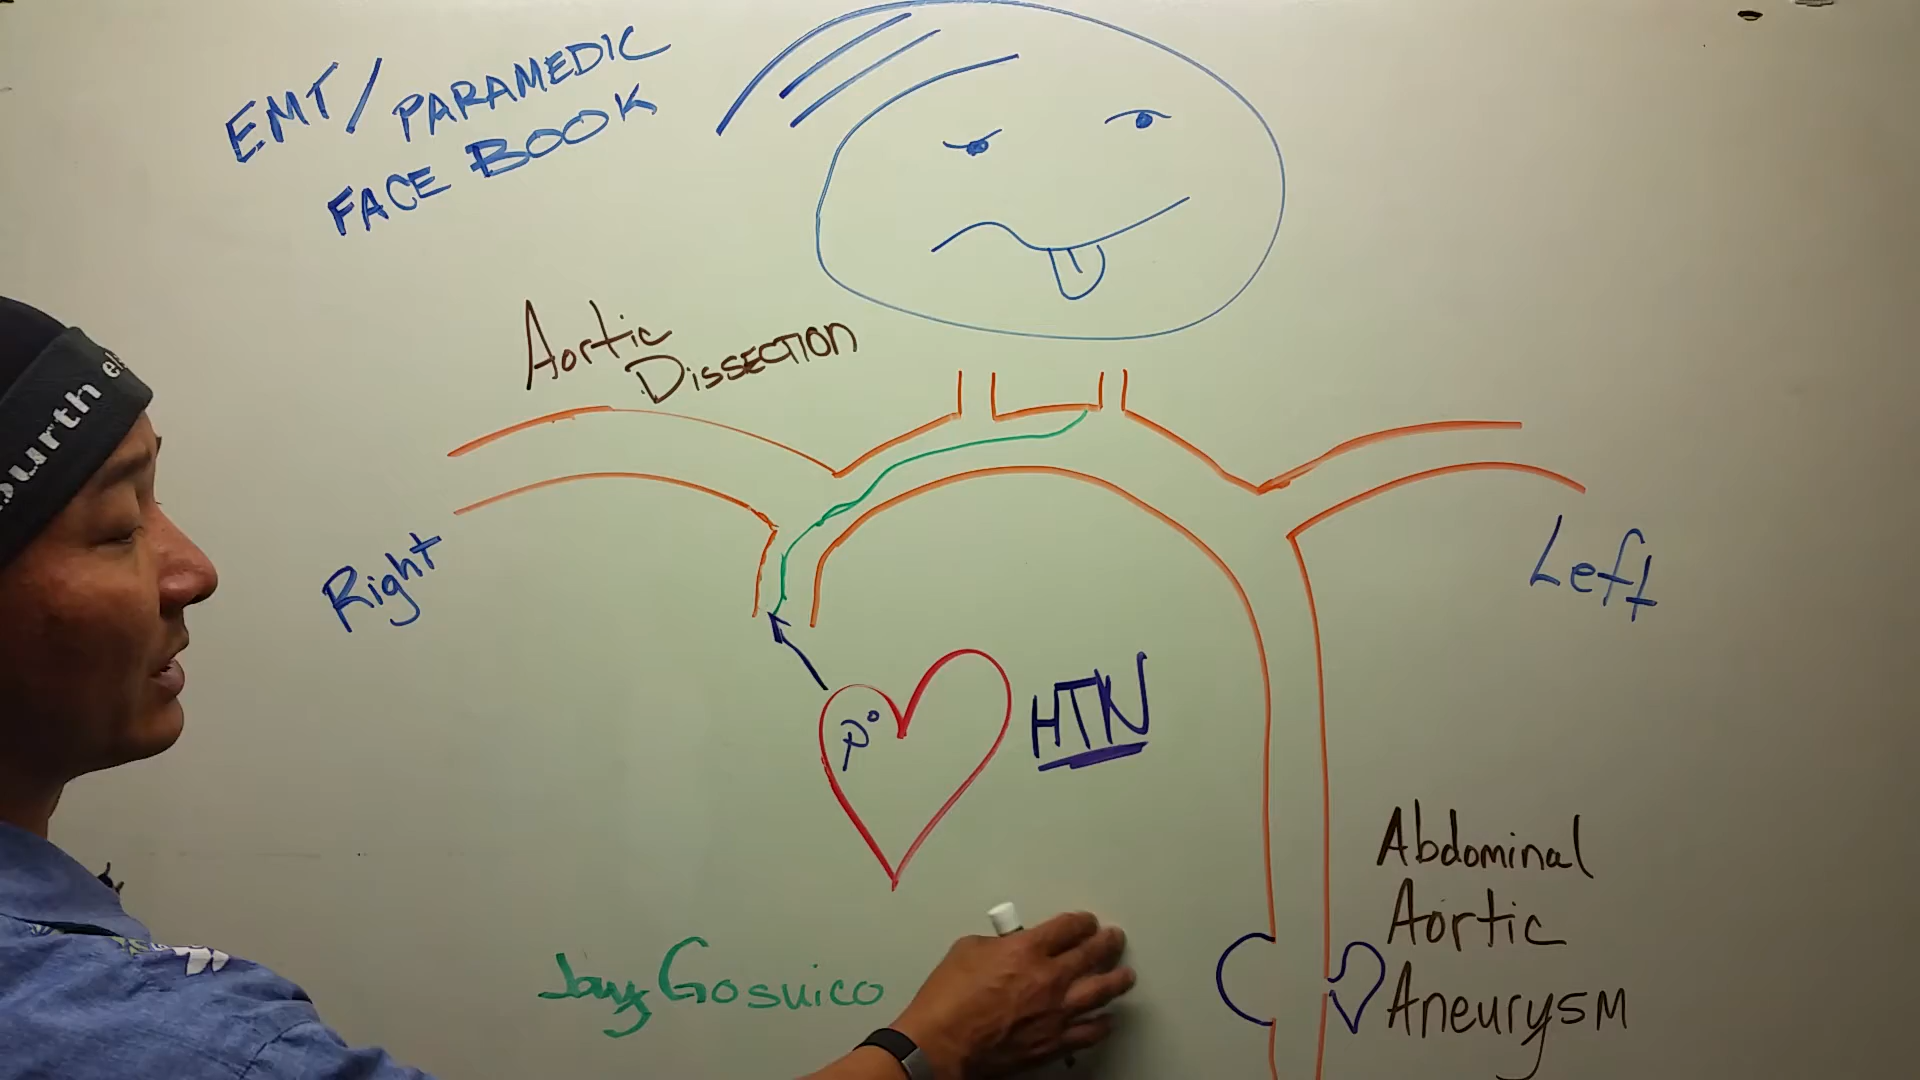 EMT/PARAMEDIC
FACE BOOK
Aortic
DISSECTION
Right
Left
HTN
P°
Abdominal
Aortic
Aneurysm
Jay Gosuico